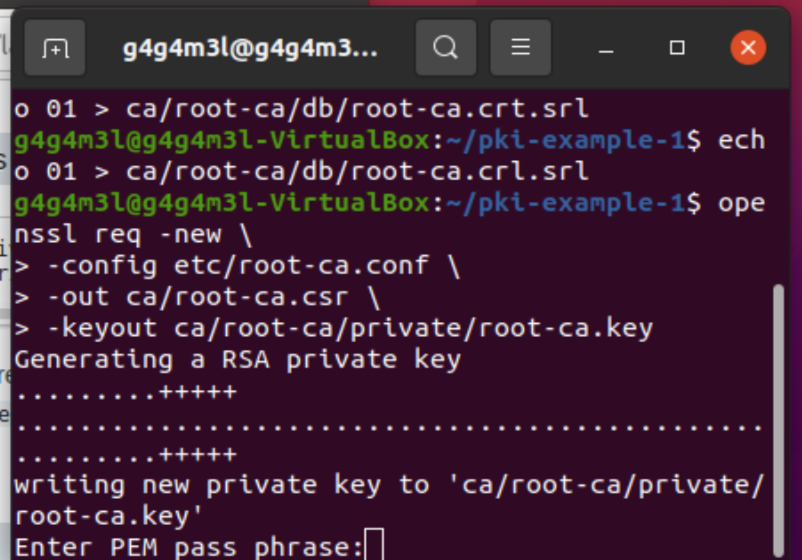 g4g4m3l@g4g4m3...
o 01 > ca/root-ca/db/root-ca.crt.srl
g4g4m3l@g4g4m3l-VirtualBox:~/pki-example-1$ ech
o 01 > ca/root-ca/db/root-ca.crl.srl
g4g4m3l@g4g4m3l-VirtualBox:~/pki-example-1$ ope
nssl req -new \
> -config etc/root-ca.conf \
> -out ca/root-ca.csr \
> -keyout ca/root-ca/private/root-ca.key
Generating a RSA private key
.........+++++
................................................
.........+++++
writing new private key to 'ca/root-ca/private/
root-ca.key'
Enter PEM pass phrase: